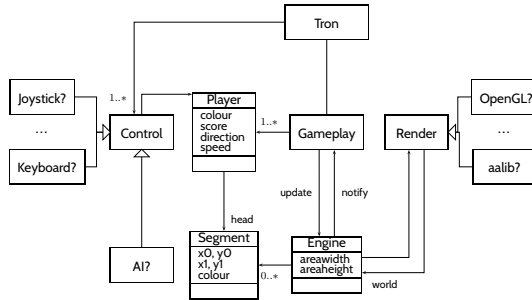 Tron
Joystick?
...
Keyboard?
1..*
Control
Player
colour
score
direction
speed
1..*
Gameplay
Render
OpenGL?
...
aalib?
update
notify
head
AI?
Segment
x0, y0
x1, y1
colour
0..*
Engine
areawidth
areaheight
world